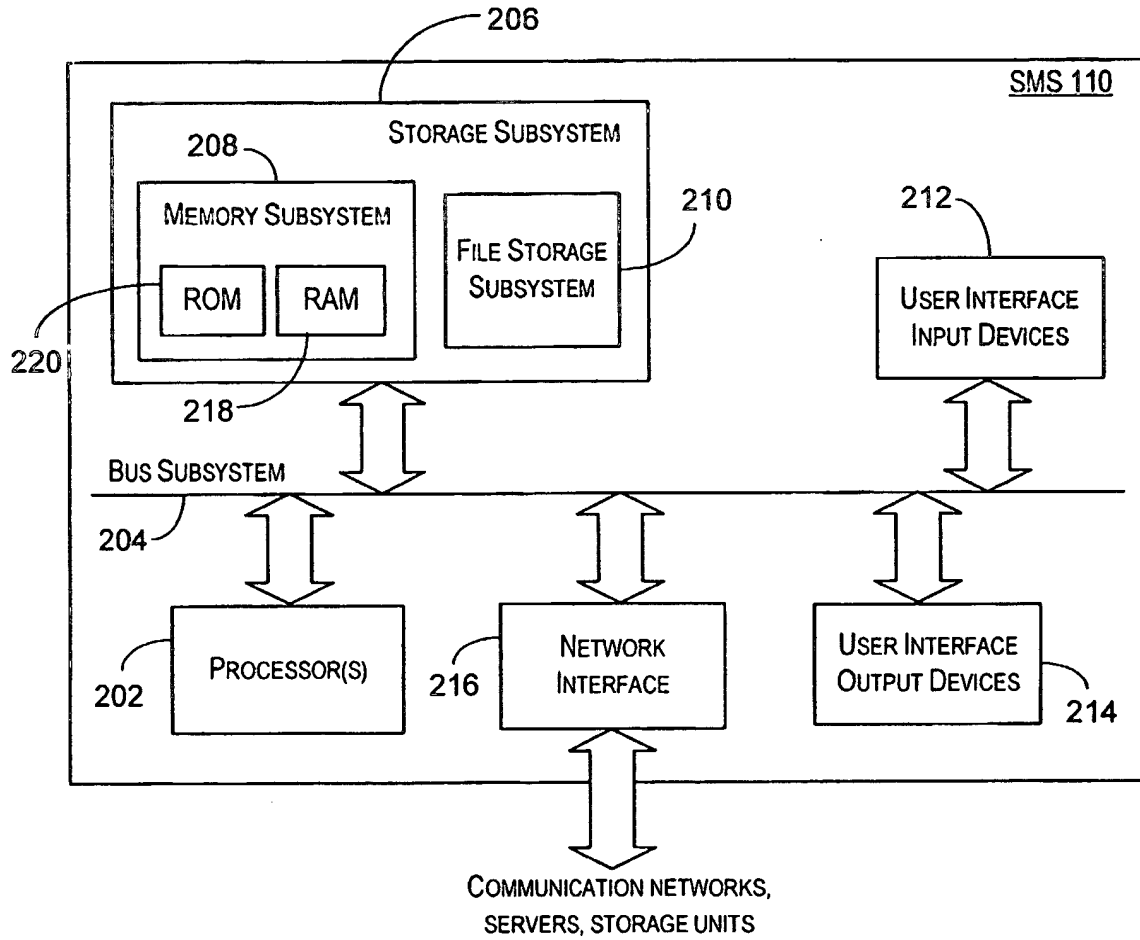 206
SMS 110
STORAGE SUBSYSTEM
208
MEMORY SUBSYSTEM
210
212
FILE STORAGE
SUBSYSTEM
ROM
RAM
USER INTERFACE
INPUT DEVICES
220
218
BUS SUBSYSTEM
204
PROCESSOR(S)
202
NETWORK
INTERFACE
216
USER INTERFACE
OUTPUT DEVICES
214
COMMUNICATION NETWORKS,
SERVERS, STORAGE UNITS